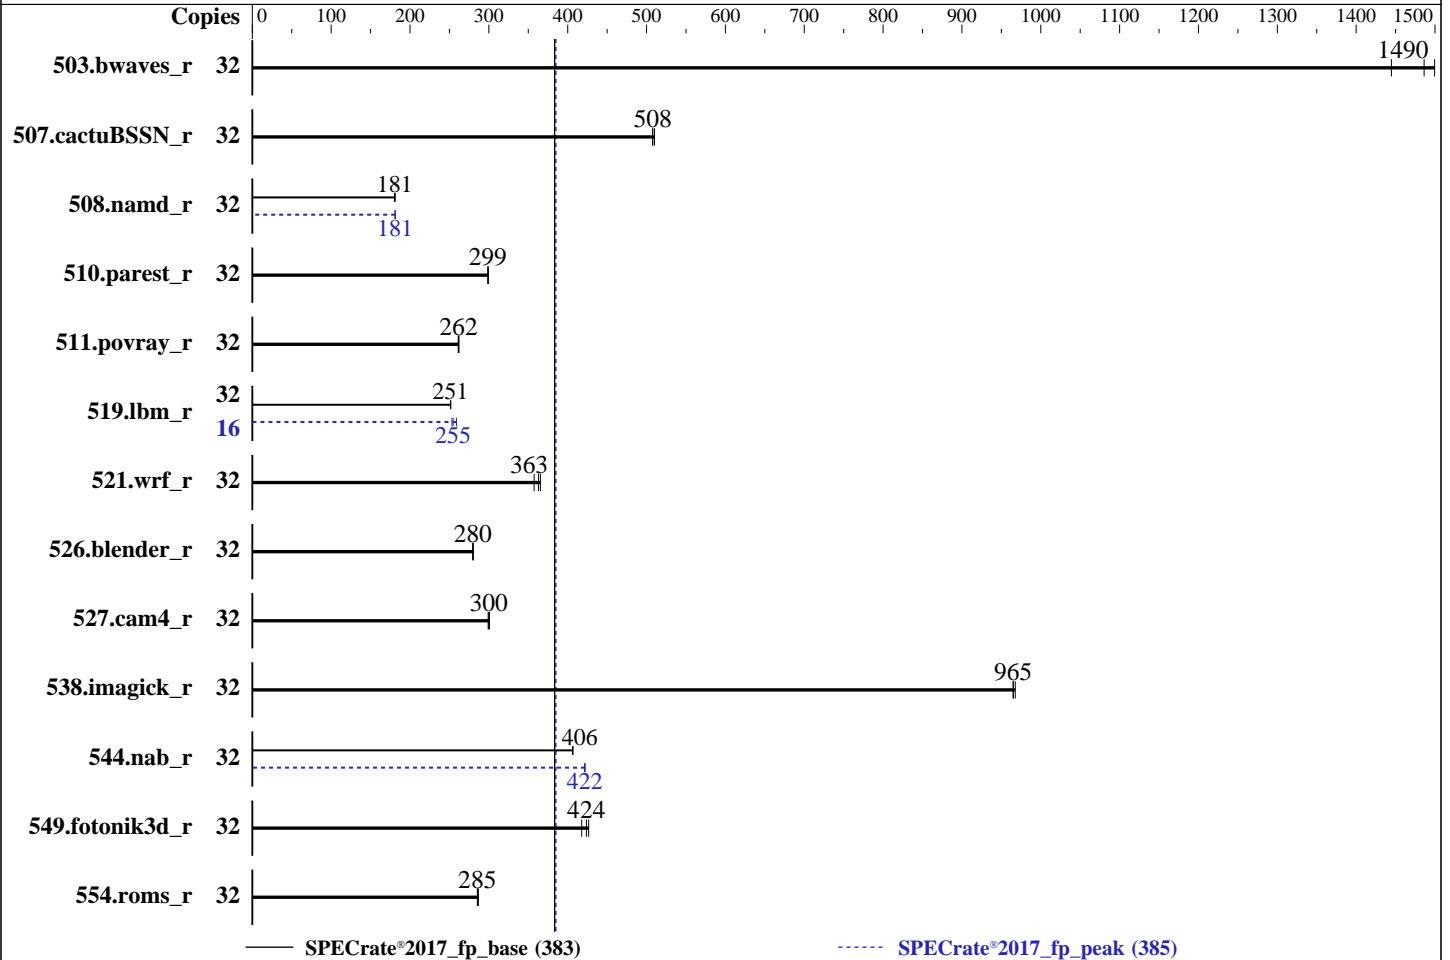 Copies 0 100 200 300 400 500 600 700 800 900 1000 1100 1200 1300 1400 1500
503.bwaves_r 32 1490
507.cactuBSSN_r 32 508
508.namd_r 32 181
181
510.parest_r 32 299
511.povray_r 32 262
519.lbm_r 32 251
16 255
521.wrf_r 32 363
526.blender_r 32 280
527.cam4_r 32 300
538.imagick_r 32 965
544.nab_r 32 406
422
549.fotonik3d_r 32 424
554.roms_r 32 285
SPECrate®2017_fp_base (383) SPECrate®2017_fp_peak (385)